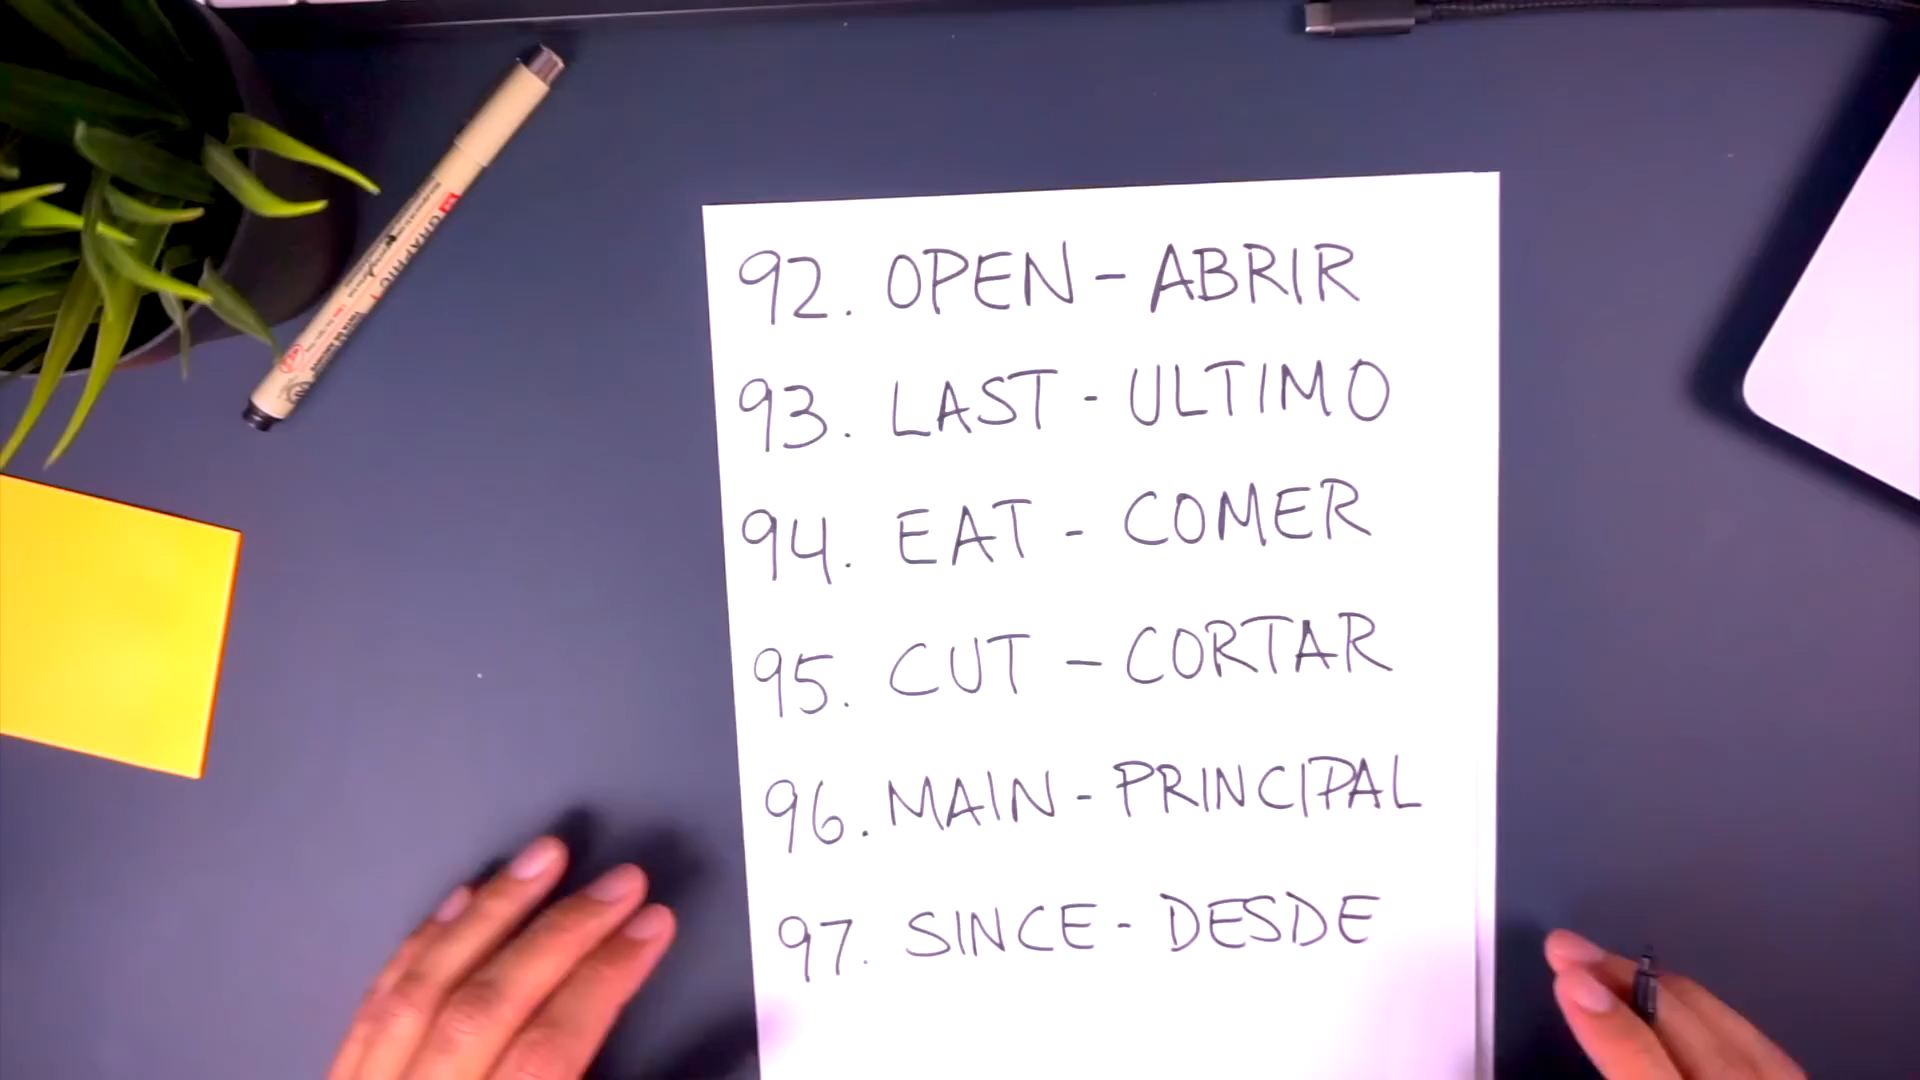 92. OPEN - ABRIR
93. LAST - ULTIMO
94. EAT - COMER
95. CUT - CORTAR
96. MAIN - PRINCIPAL
97. SINCE - DESDE